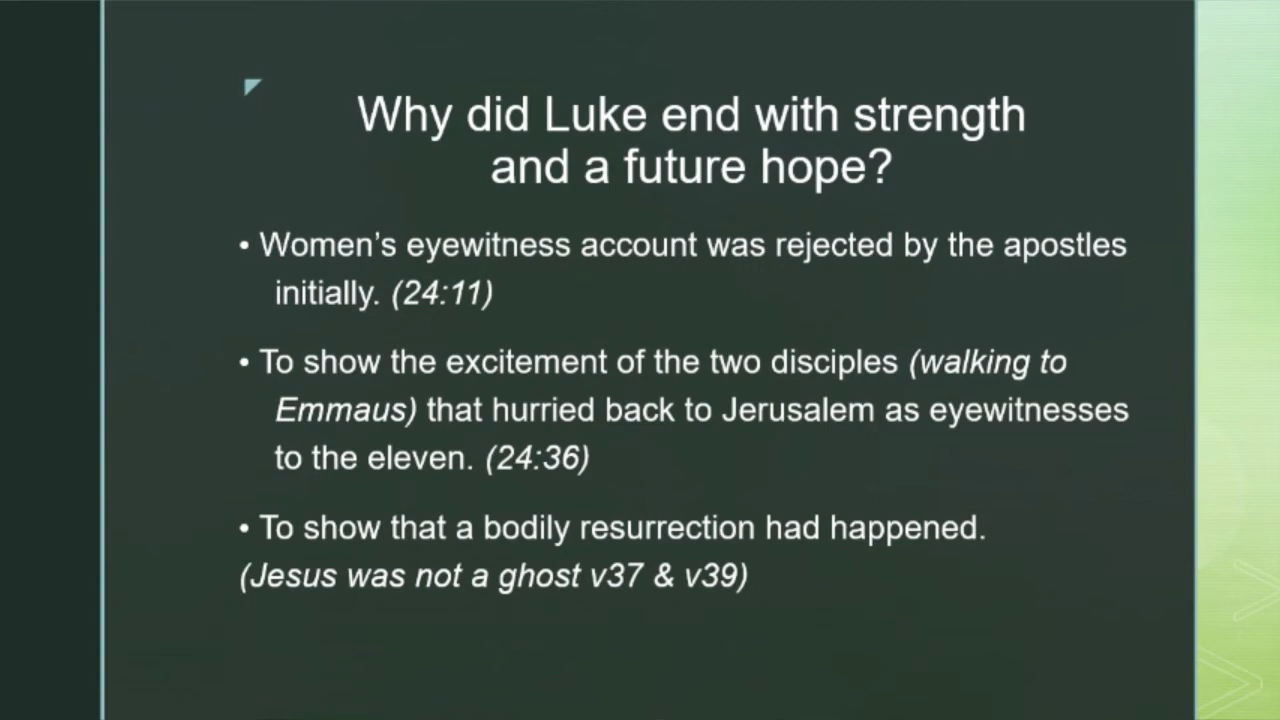 Why did Luke end with strength
and a future hope?
• Women’s eyewitness account was rejected by the apostles
initially. (24:11)
• To show the excitement of the two disciples (walking to
Emmaus) that hurried back to Jerusalem as eyewitnesses
to the eleven. (24:36)
• To show that a bodily resurrection had happened.
(Jesus was not a ghost v37 & v39)